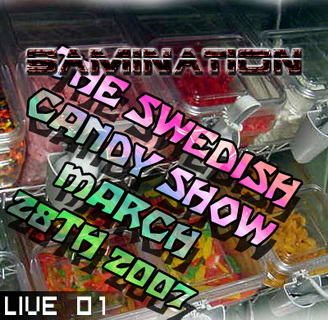 SAMINATION
THE SWEDISH
CANDY SHOW
MARCH
28TH 2007
LIVE 01